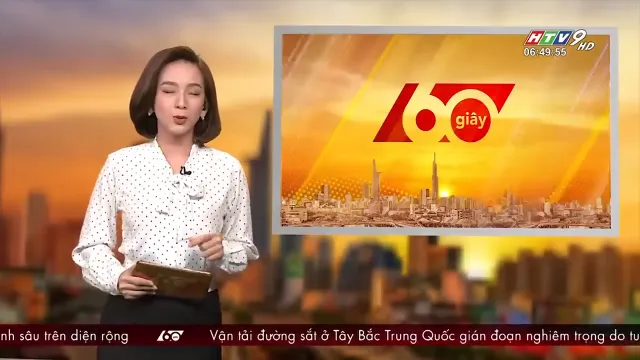 HTV9 HD
06:49:55
60 giây
nh sâu trên diện rộng 60 Vận tải đường sắt ở Tây Bắc Trung Quốc gián đoạn nghiêm trọng do tu